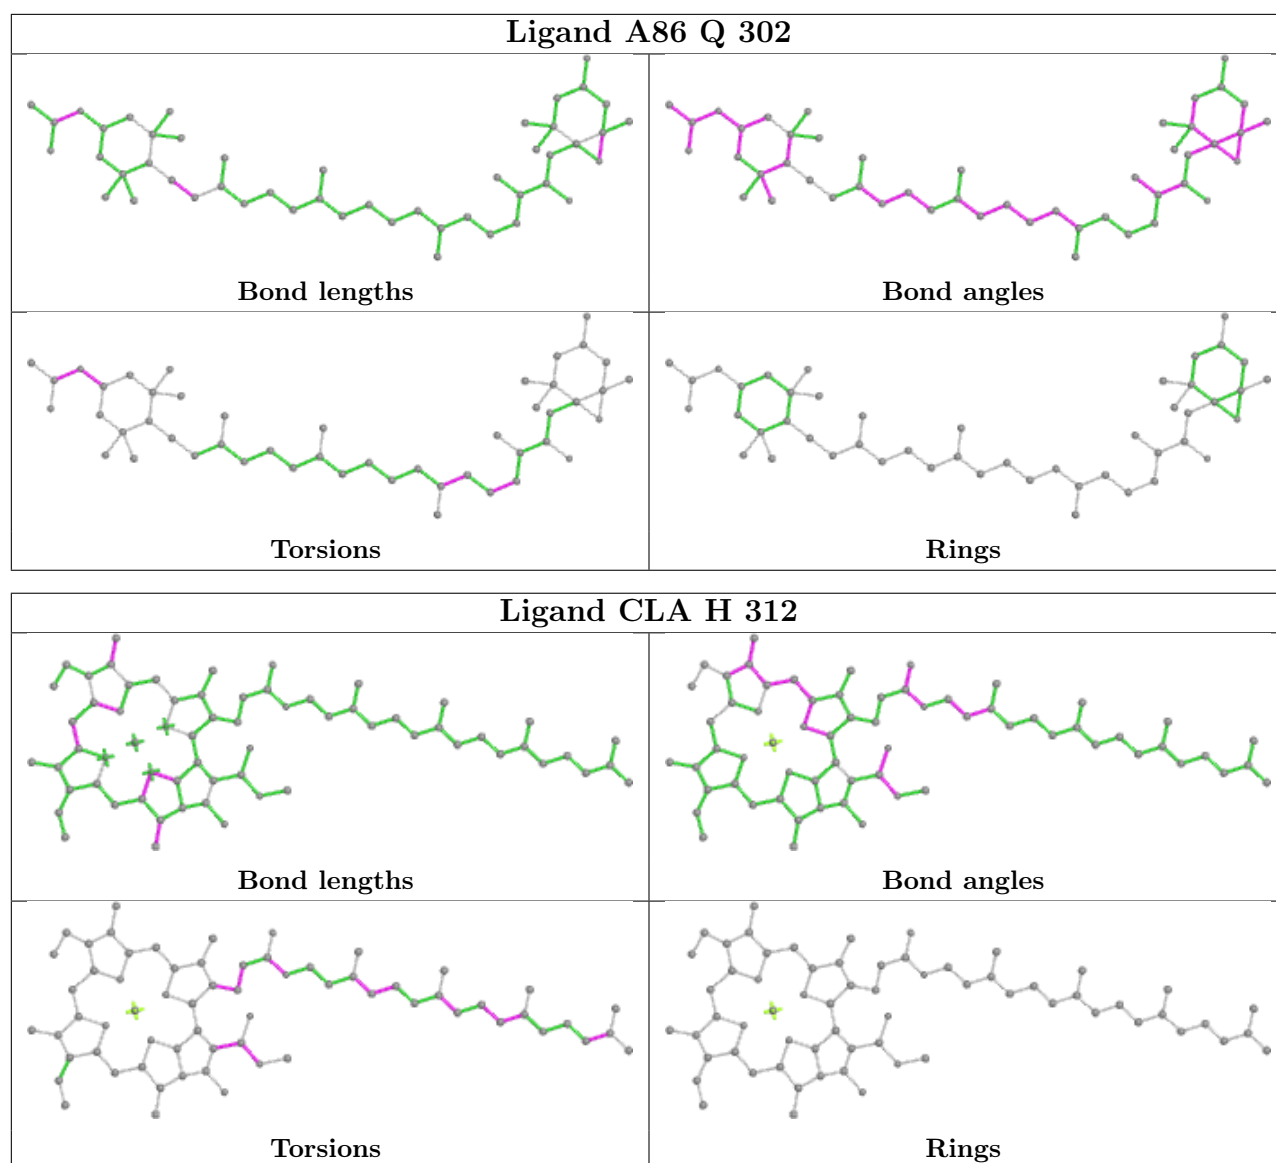 Ligand A86 Q 302
Bond lengths
Bond angles
Torsions
Rings
Ligand CLA H 312
Bond lengths
Bond angles
Torsions
Rings